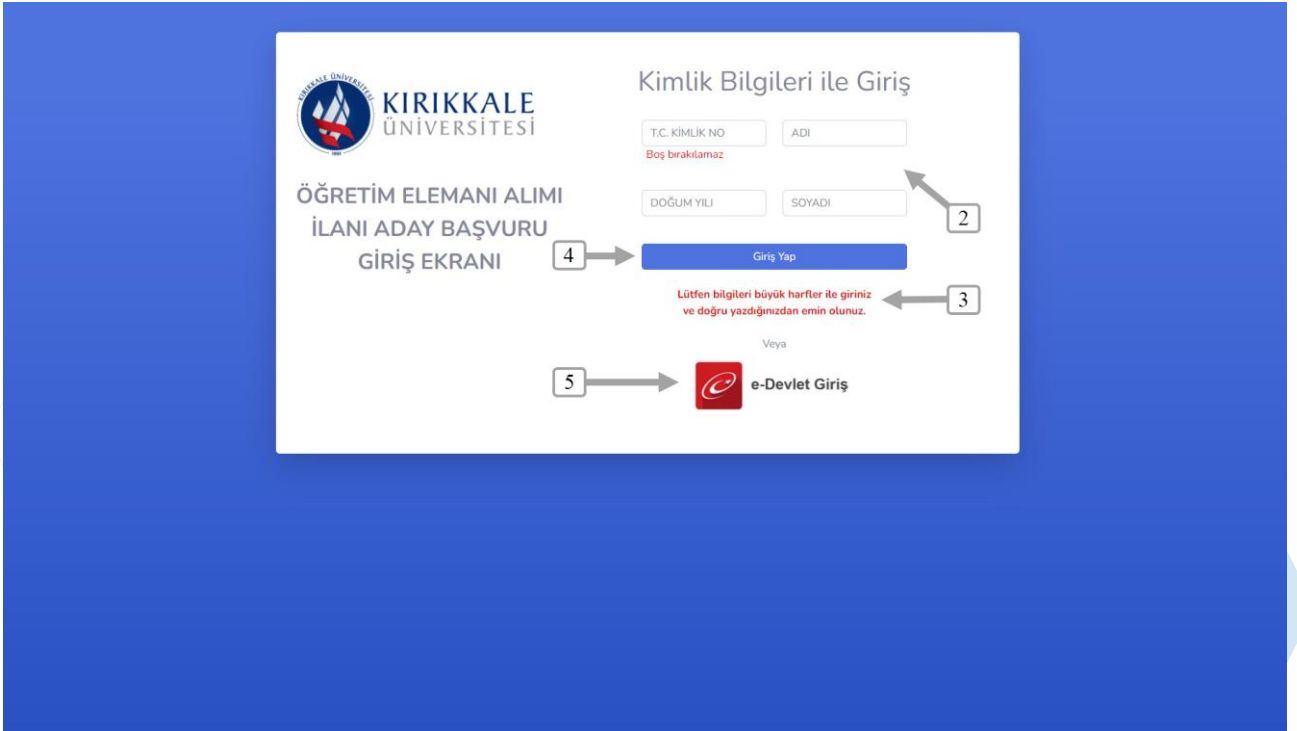 KIRIKKALE ÜNİVERSİTESİ
KIRIKKALE
ÜNİVERSİTESİ
ÖĞRETİM ELEMANI ALIMI
İLANI ADAY BAŞVURU
GİRİŞ EKRANI
Kimlik Bilgileri ile Giriş
T.C. KİMLİK NO
ADI
Boş bırakılamaz
DOĞUM YILI
SOYADI
2
4
Giriş Yap
Lütfen bilgileri büyük harfler ile giriniz
ve doğru yazdığınızdan emin olunuz.
3
Veya
5
e-Devlet Giriş